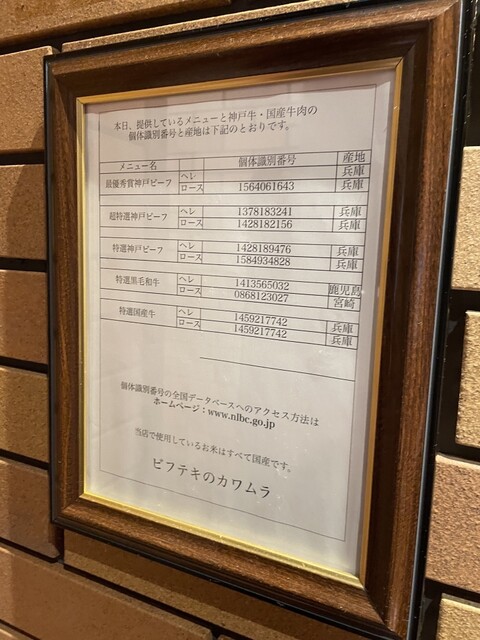 本日、提供しているメニューと神戸牛・国産牛肉の
個体識別番号と産地は下記のとおりです。
メニュー名 個体識別番号 産地
最優秀賞神戸ビーフ ヘレ 兵庫
ロース 1564061643 兵庫
超特選神戸ビーフ ヘレ 1378183241 兵庫
ロース 1428182156 兵庫
特選神戸ビーフ ヘレ 1428189476 兵庫
ロース 1584934828 兵庫
特選黒毛和牛 ヘレ 1413565032 鹿児島
ロース 0868123027 宮崎
特選国産牛 ヘレ 1459217742 兵庫
ロース 1459217742 兵庫
個体識別番号の全国データベースへのアクセス方法は
ホームページ：www.nlbc.go.jp
当店で使用しているお米はすべて国産です。
ビフテキのカワムラ